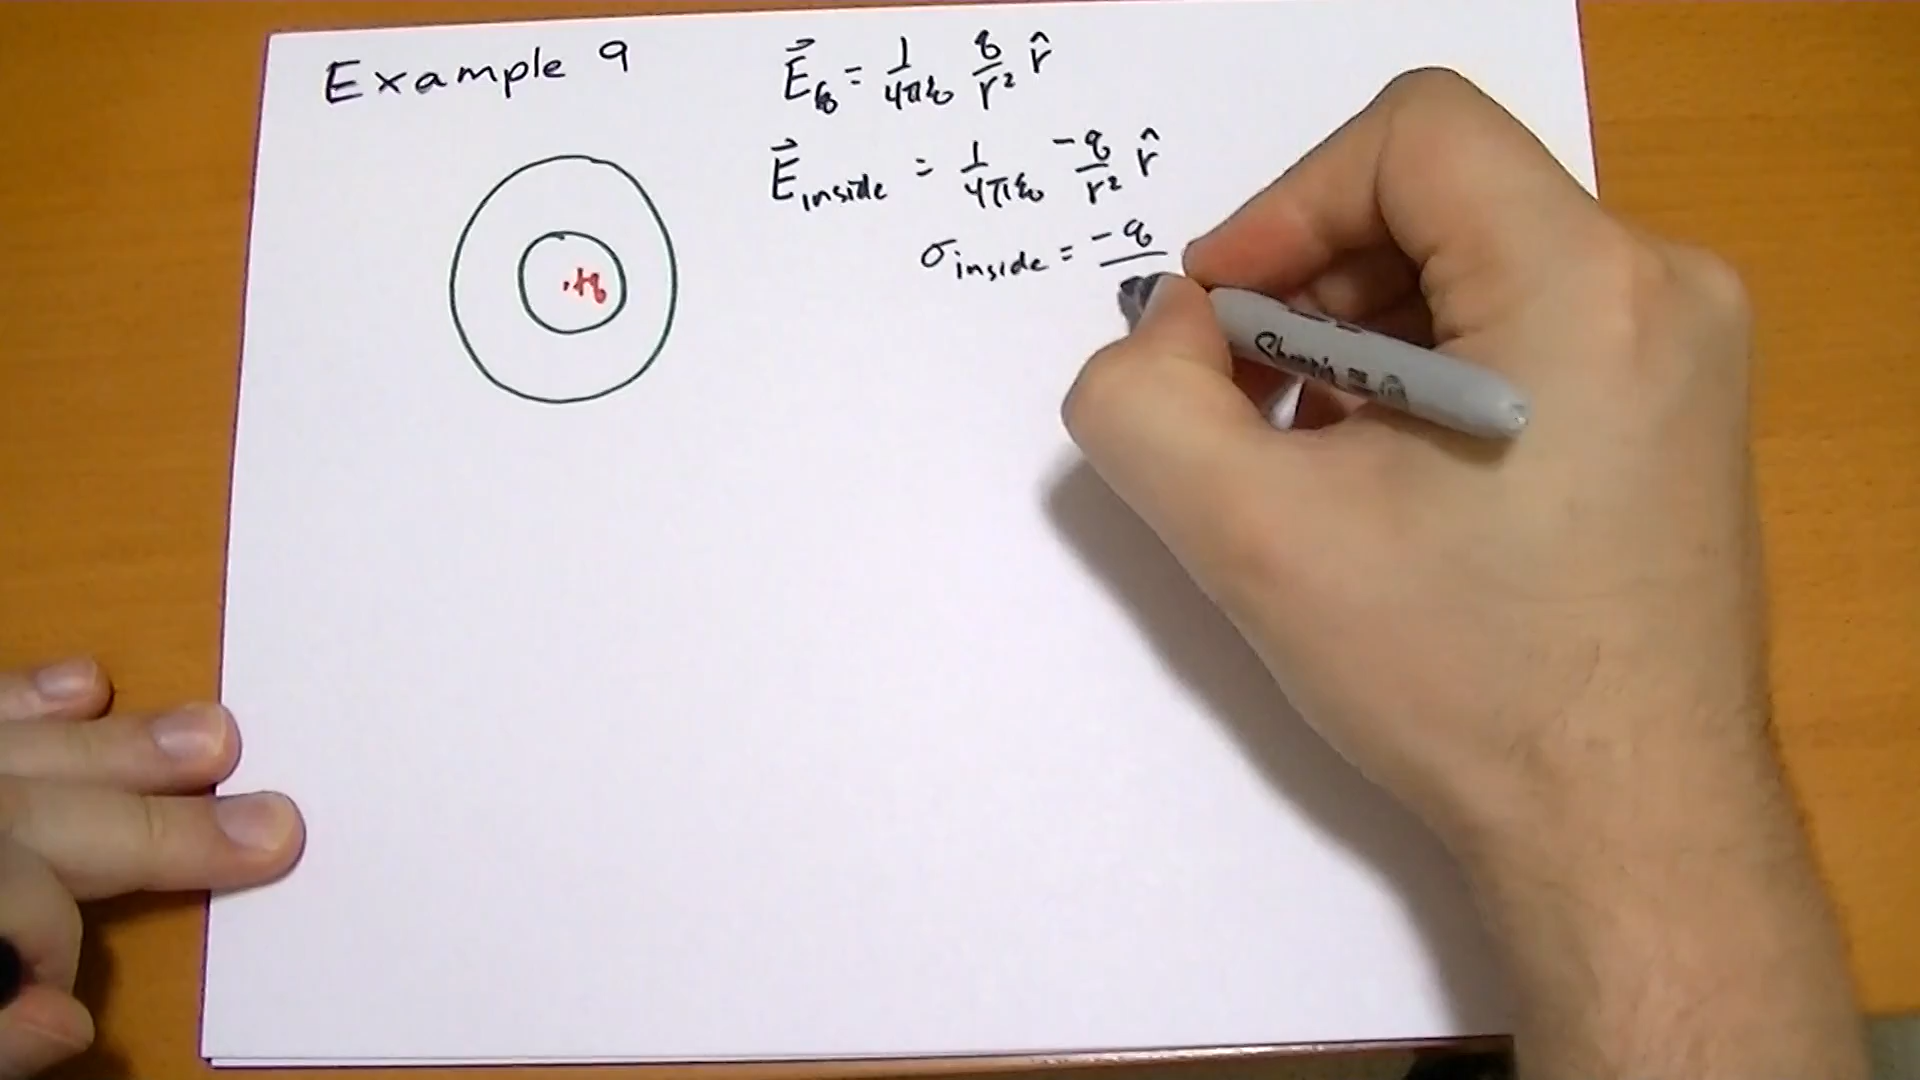 Example 9
E⃗q = 1/4πε₀ q/r² r̂
E⃗inside = 1/4πε₀ -q/r² r̂
σinside = -q
.+q
Sharpie